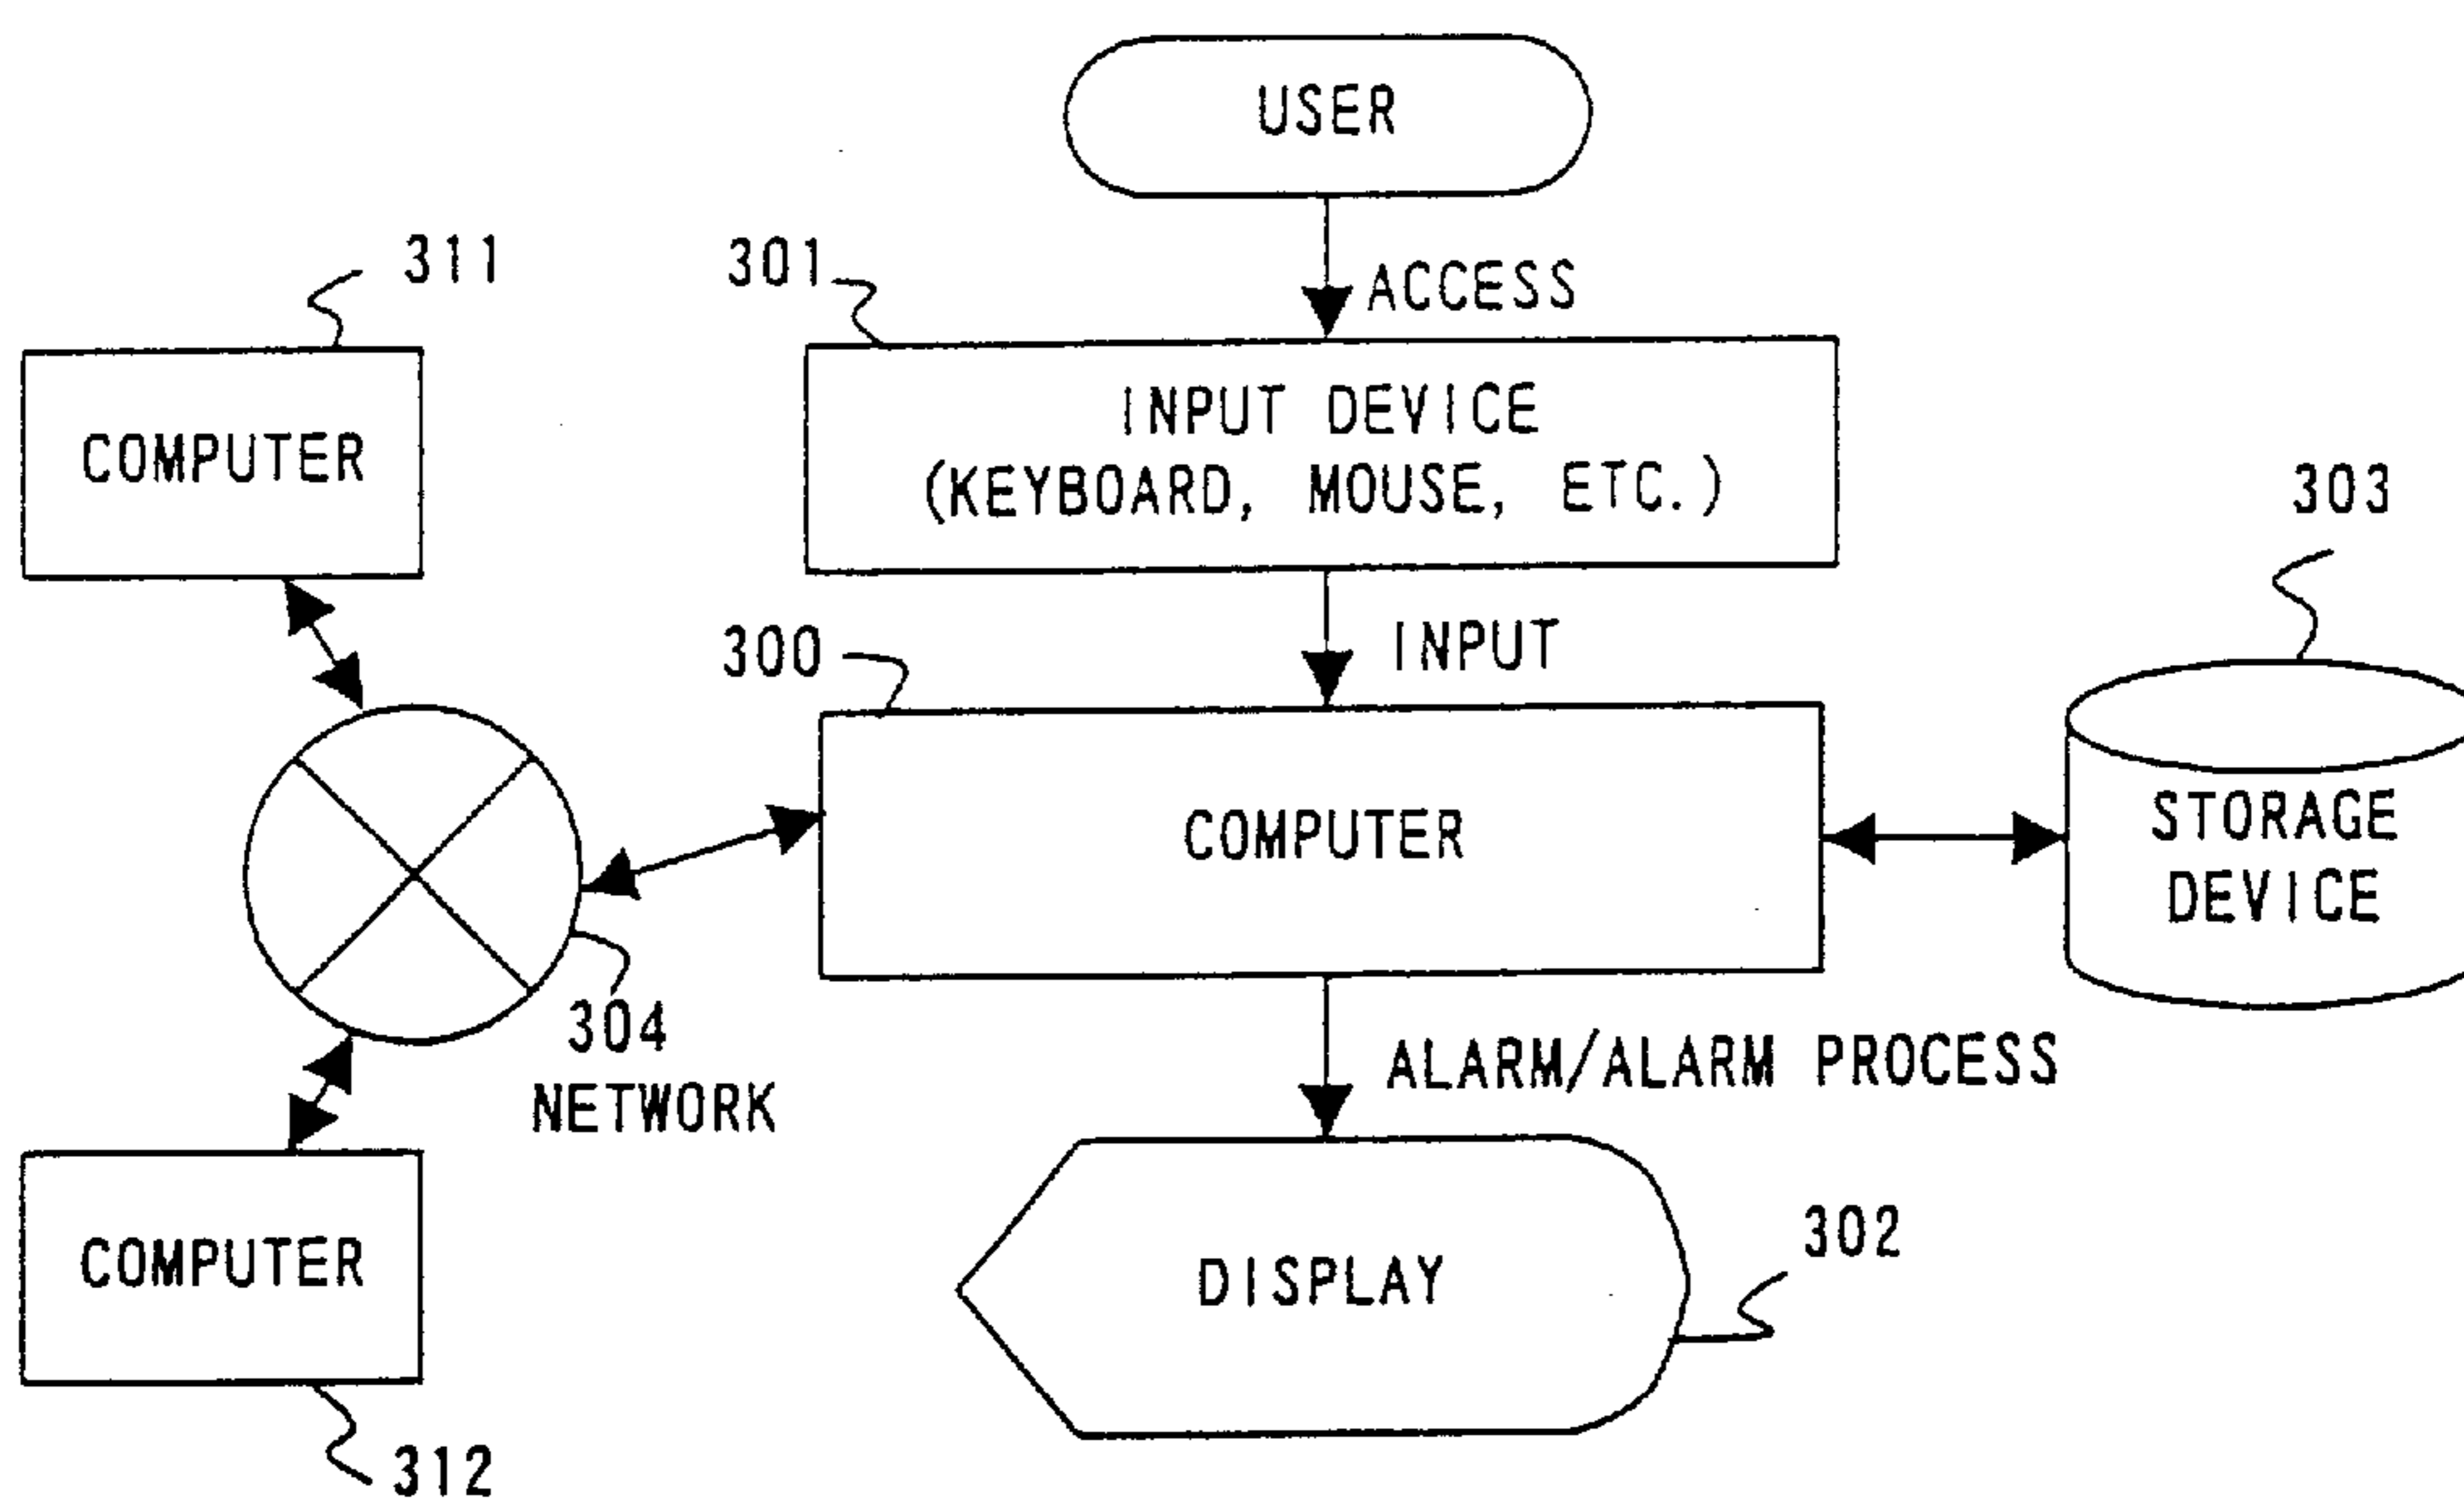 USER
311
301
ACCESS
COMPUTER
INPUT DEVICE
(KEYBOARD, MOUSE, ETC.)
303
300
INPUT
COMPUTER
STORAGE
DEVICE
304
NETWORK
ALARM/ALARM PROCESS
COMPUTER
DISPLAY
302
312